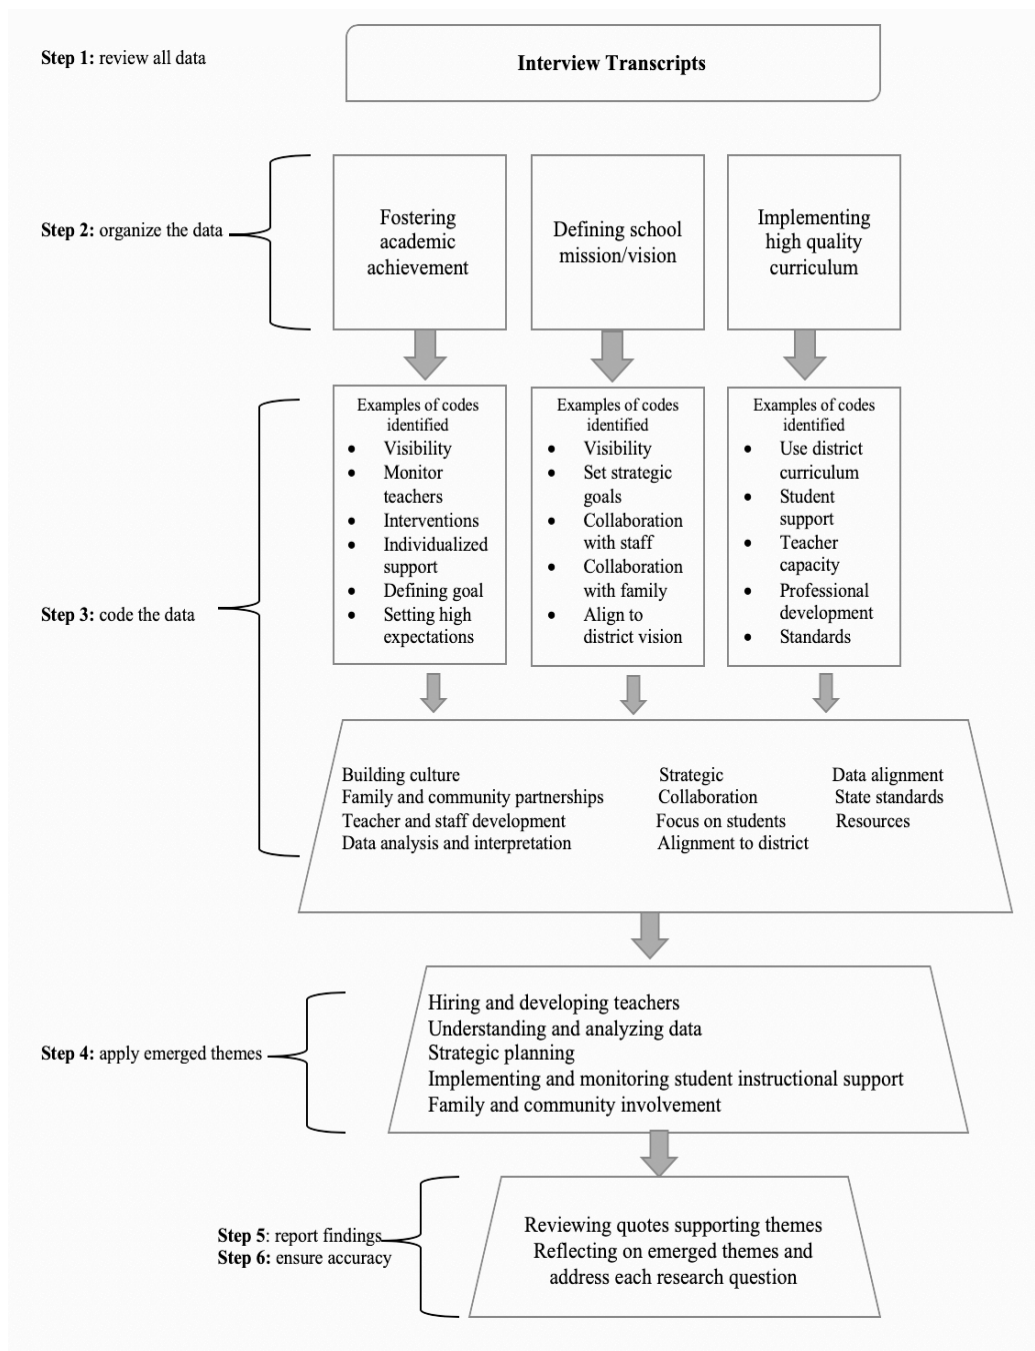 Step 1: review all data
Interview Transcripts
Step 2: organize the data
Fostering
academic
achievement
Defining school
mission/vision
Implementing
high quality
curriculum
Step 3: code the data
Examples of codes
identified
• Visibility
• Monitor
teachers
• Interventions
• Individualized
support
• Defining goal
• Setting high
expectations
Examples of codes
identified
• Visibility
• Set strategic
goals
• Collaboration
with staff
• Collaboration
with family
• Align to
district vision
Examples of codes
identified
• Use district
curriculum
• Student
support
• Teacher
capacity
• Professional
development
• Standards
Building culture
Family and community partnerships
Teacher and staff development
Data analysis and interpretation
Strategic
Collaboration
Focus on students
Alignment to district
Data alignment
State standards
Resources
Step 4: apply emerged themes
Hiring and developing teachers
Understanding and analyzing data
Strategic planning
Implementing and monitoring student instructional support
Family and community involvement
Step 5: report findings
Step 6: ensure accuracy
Reviewing quotes supporting themes
Reflecting on emerged themes and
address each research question